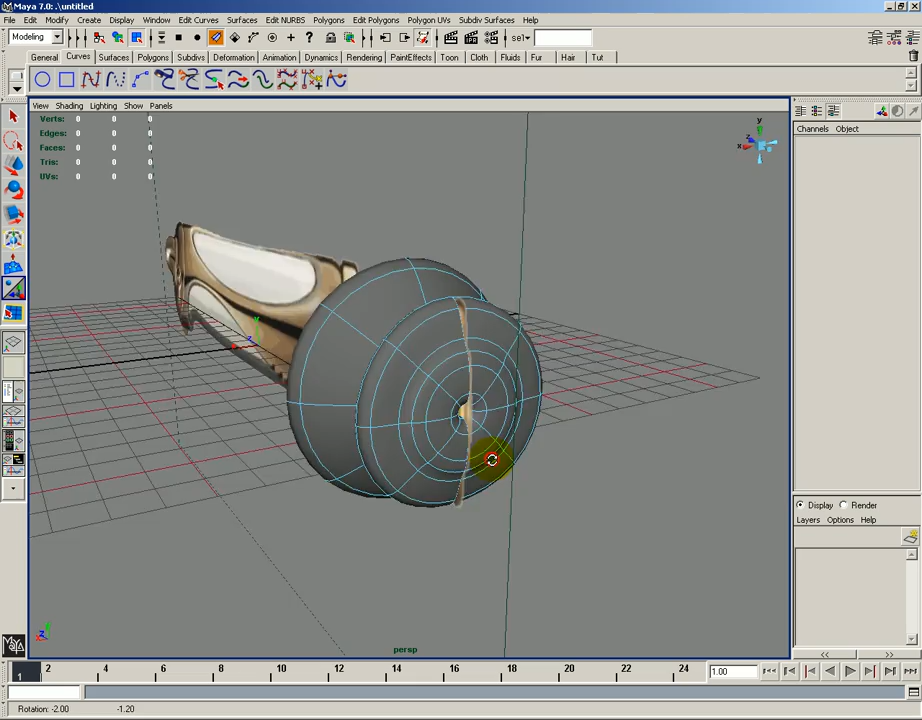 Maya 7.0: .\untitled
File Edit Modify Create Display Window Edit Curves Surfaces Edit NURBS Polygons Edit Polygons Polygon UVs Subdiv Surfaces Help
Modeling sel
General Curves Surfaces Polygons Subdivs Deformation Animation Dynamics Rendering PaintEffects Toon Cloth Fluids Fur Hair Tut
View Shading Lighting Show Panels
Channels Object
Verts: 0 0 0
Edges: 0 0 0
Faces: 0 0 0
Tris: 0 0 0
UVs: 0 0 0
y
z
x
y
z
Display Render
Layers Options Help
persp
1 2 4 6 8 10 12 14 16 18 20 22 24 1.00
Rotation: -2.00 -1.20